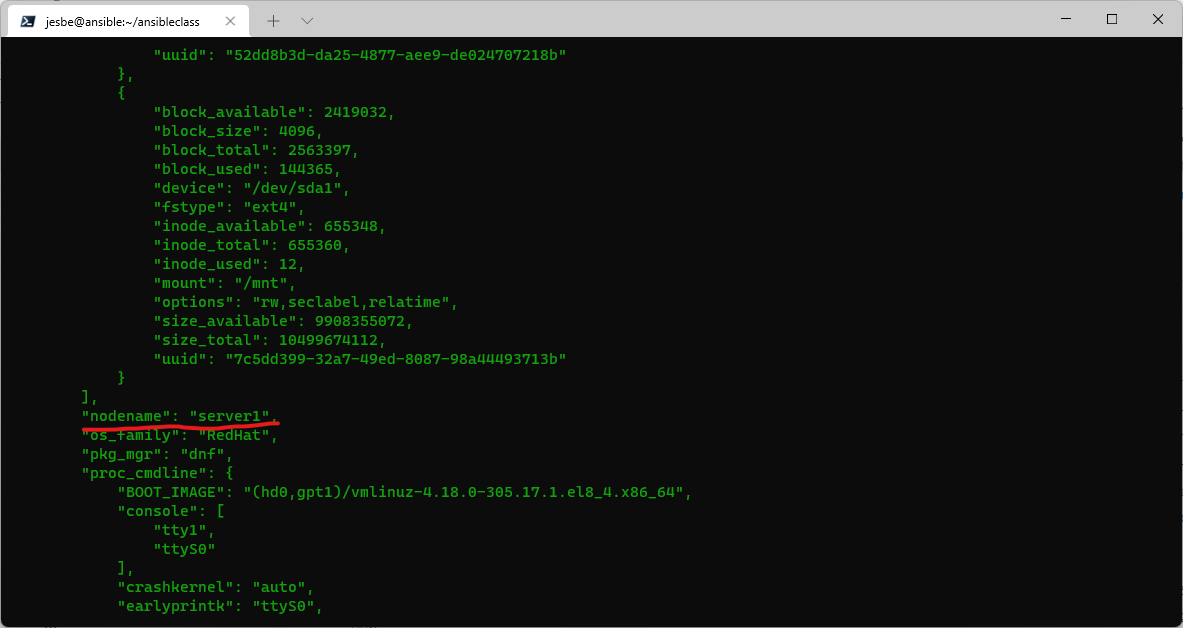 jesbe@ansible:~/ansibleclass
"uuid": "52dd8b3d-da25-4877-aee9-de024707218b"
},
{
"block_available": 2419032,
"block_size": 4096,
"block_total": 2563397,
"block_used": 144365,
"device": "/dev/sda1",
"fstype": "ext4",
"inode_available": 655348,
"inode_total": 655360,
"inode_used": 12,
"mount": "/mnt",
"options": "rw,seclabel,relatime",
"size_available": 9908355072,
"size_total": 10499674112,
"uuid": "7c5dd399-32a7-49ed-8087-98a44493713b"
}
],
"nodename": "server1",
"os_family": "RedHat",
"pkg_mgr": "dnf",
"proc_cmdline": {
"BOOT_IMAGE": "(hd0,gpt1)/vmlinuz-4.18.0-305.17.1.el8_4.x86_64",
"console": [
"tty1",
"ttyS0"
],
"crashkernel": "auto",
"earlyprintk": "ttyS0",